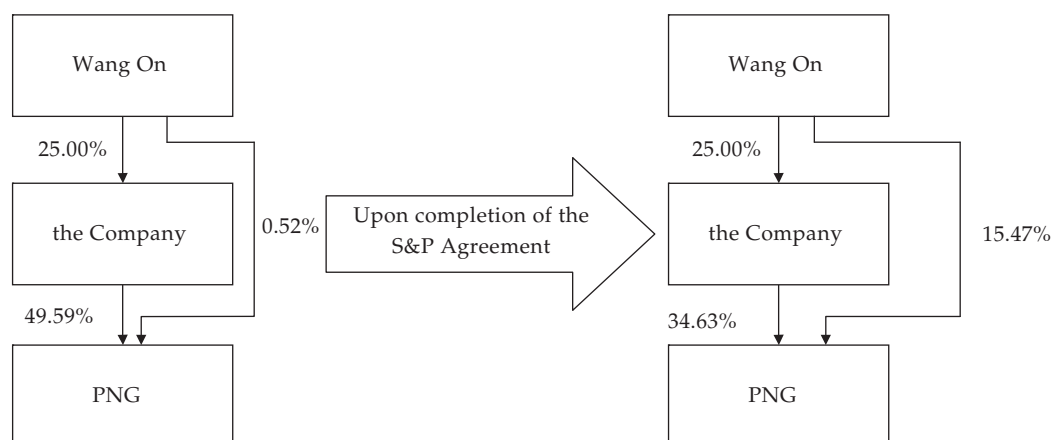 Wang On
25.00%
the Company
0.52%
49.59%
PNG
Upon completion of the
S&P Agreement
Wang On
25.00%
the Company
15.47%
34.63%
PNG